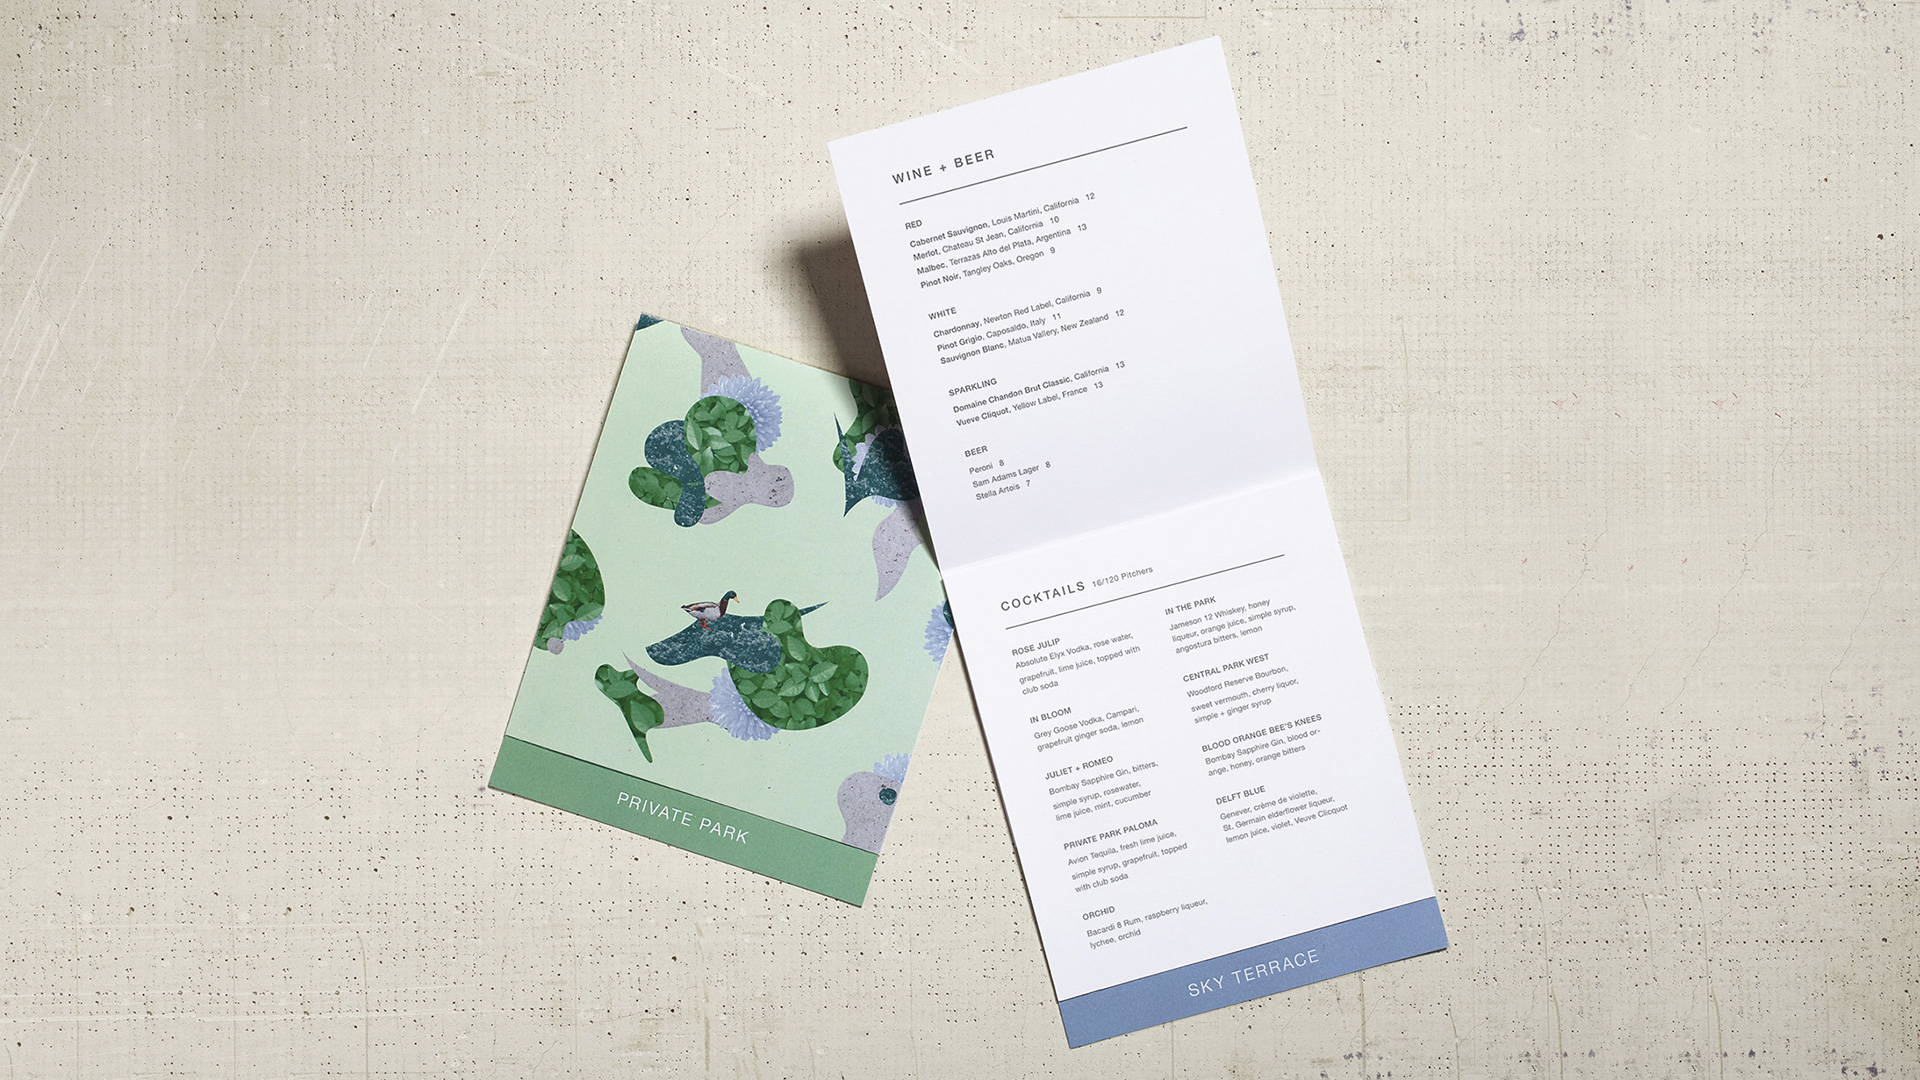 PRIVATE PARK
WINE + BEER
RED
Cabernet Sauvignon, Louis Martini, California 12
Merlot, Chateau St Jean, California 10
Malbec, Terrazas Alto del Plata, Argentina 13
Pinot Noir, Tangley Oaks, Oregon 9
WHITE
Chardonnay, Newton Red Label, California 9
Pinot Grigio, Caposaldo, Italy 11
Sauvignon Blanc, Matua Vallery, New Zealand 12
SPARKLING
Domaine Chandon Brut Classic, California 13
Vueve Cliquot, Yellow Label, France 13
BEER
Peroni 8
Sam Adams Lager 8
Stella Artois 7
COCKTAILS 16/120 Pitchers
ROSE JULIP
Absolute Elyx Vodka, rose water,
grapefruit, lime juice, topped with
club soda
IN BLOOM
Grey Goose Vodka, Campari,
grapefruit ginger soda, lemon
JULIET + ROMEO
Bombay Sapphire Gin, bitters,
simple syrup, rosewater,
lime juice, mint, cucumber
PRIVATE PARK PALOMA
Avion Tequila, fresh lime juice,
simple syrup, grapefruit, topped
with club soda
ORCHID
Bacardi 8 Rum, raspberry liqueur,
lychee, orchid
IN THE PARK
Jameson 12 Whiskey, honey
liqueur, orange juice, simple syrup,
angostura bitters, lemon
CENTRAL PARK WEST
Woodford Reserve Bourbon,
sweet vermouth, cherry liquor,
simple + ginger syrup
BLOOD ORANGE BEE'S KNEES
Bombay Sapphire Gin, blood or-
ange, honey, orange bitters
DELFT BLUE
Genever, crème de violette,
St. Germain elderflower liqueur,
lemon juice, violet, Veuve Clicquot
SKY TERRACE